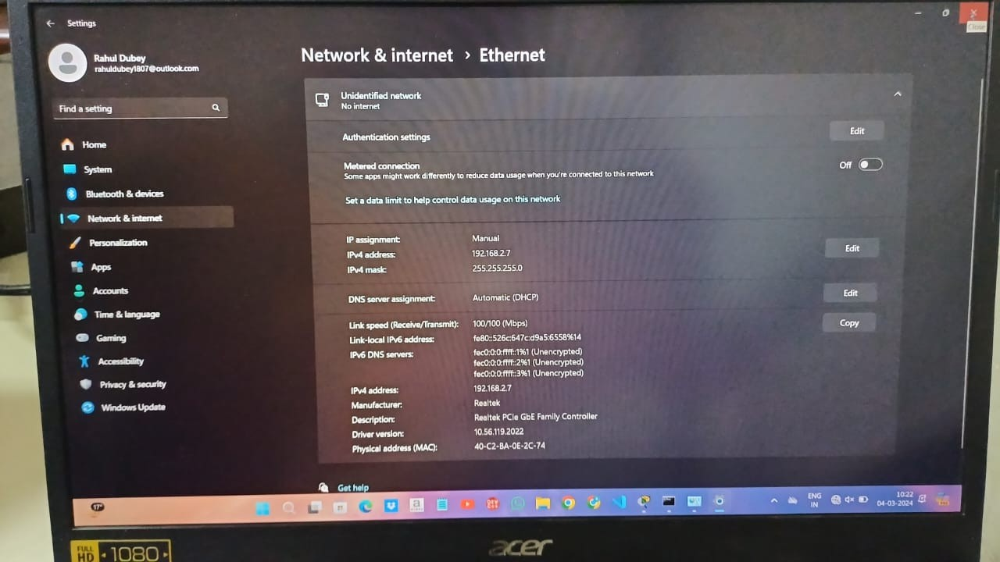 Settings
Close
Rahul Dubey
rahuldubey1807@outlook.com
Find a setting
Home
System
Bluetooth & devices
Network & internet
Personalization
Apps
Accounts
Time & language
Gaming
Accessibility
Privacy & security
Windows Update
Network & internet › Ethernet
Unidentified network
No internet
Authentication settings
Edit
Metered connection
Some apps might work differently to reduce data usage when you're connected to this network
Off
Set a data limit to help control data usage on this network
IP assignment: Manual
Edit
IPv4 address: 192.168.2.7
IPv4 mask: 255.255.255.0
DNS server assignment: Automatic (DHCP)
Edit
Link speed (Receive/Transmit): 100/100 (Mbps)
Copy
Link-local IPv6 address: fe80::526c:647c:d9a5:6558%14
IPv6 DNS servers: fec0:0:0:ffff::1%1 (Unencrypted)
fec0:0:0:ffff::2%1 (Unencrypted)
fec0:0:0:ffff::3%1 (Unencrypted)
IPv4 address: 192.168.2.7
Manufacturer: Realtek
Description: Realtek PCIe GbE Family Controller
Driver version: 10.56.119.2022
Physical address (MAC): 40-C2-BA-0E-2C-74
Get help
17°
ENG
IN
10:22
04-03-2024
FULL
HD
1080
acer